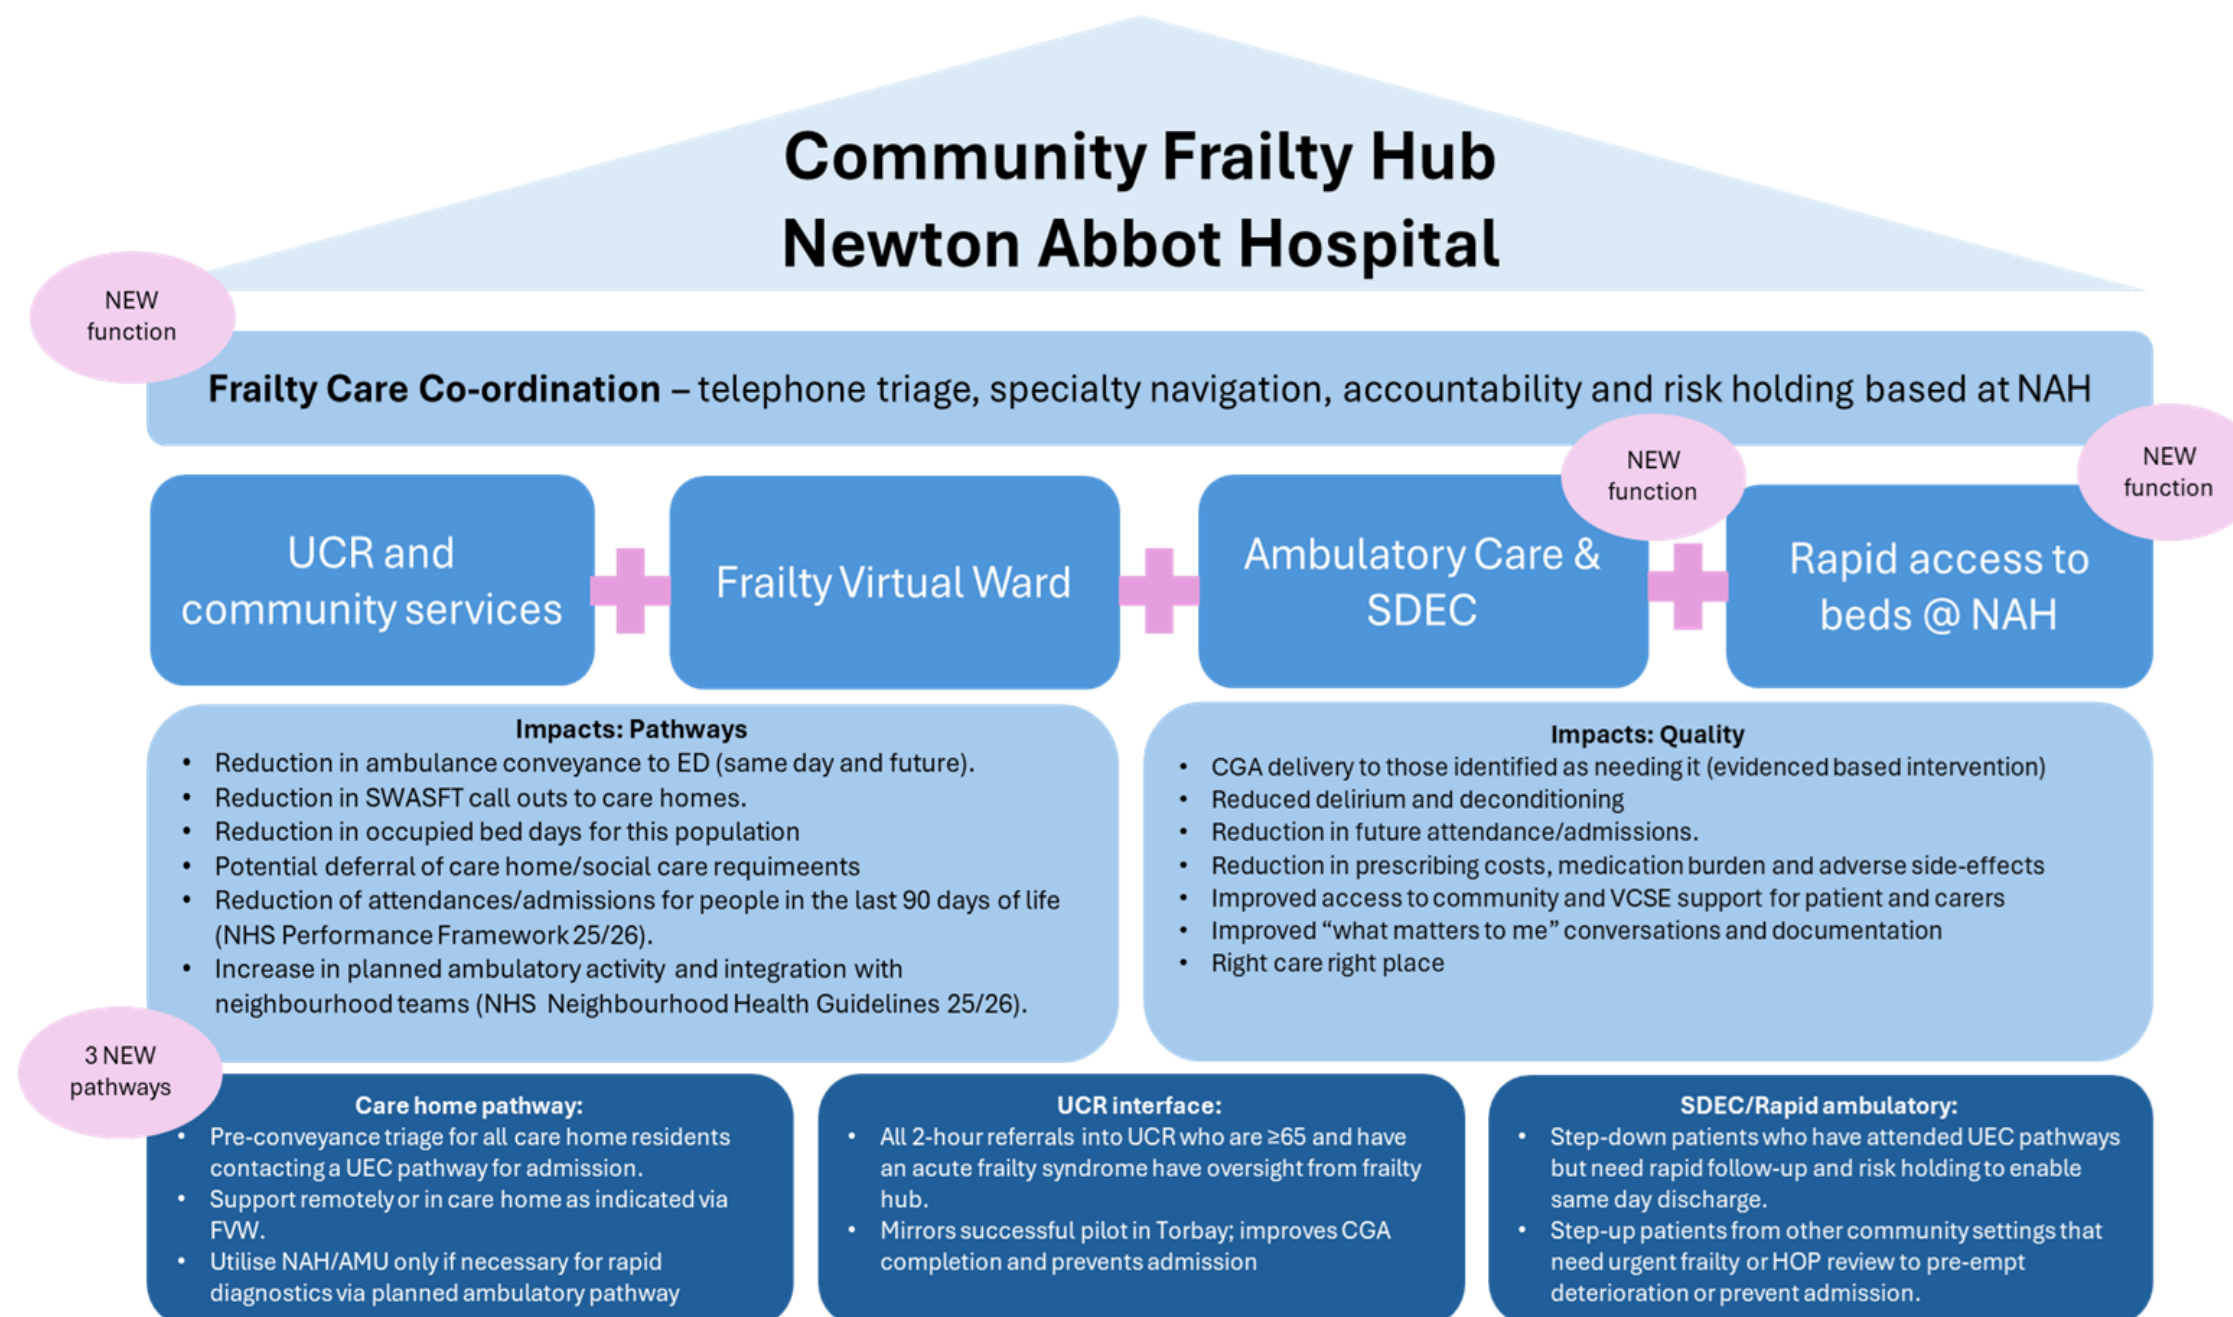 Community Frailty Hub
Newton Abbot Hospital
NEW
function
Frailty Care Co-ordination – telephone triage, specialty navigation, accountability and risk holding based at NAH
NEW
function
NEW
function
UCR and
community services
Frailty Virtual Ward
Ambulatory Care &
SDEC
Rapid access to
beds @ NAH
Impacts: Pathways
• Reduction in ambulance conveyance to ED (same day and future).
• Reduction in SWASFT call outs to care homes.
• Reduction in occupied bed days for this population
• Potential deferral of care home/social care requimeents
• Reduction of attendances/admissions for people in the last 90 days of life
(NHS Performance Framework 25/26).
• Increase in planned ambulatory activity and integration with
neighbourhood teams (NHS Neighbourhood Health Guidelines 25/26).
Impacts: Quality
• CGA delivery to those identified as needing it (evidenced based intervention)
• Reduced delirium and deconditioning
• Reduction in future attendance/admissions.
• Reduction in prescribing costs, medication burden and adverse side-effects
• Improved access to community and VCSE support for patient and carers
• Improved “what matters to me” conversations and documentation
• Right care right place
3 NEW
pathways
Care home pathway:
• Pre-conveyance triage for all care home residents
contacting a UEC pathway for admission.
• Support remotely or in care home as indicated via
FVW.
• Utilise NAH/AMU only if necessary for rapid
diagnostics via planned ambulatory pathway
UCR interface:
• All 2-hour referrals into UCR who are ≥65 and have
an acute frailty syndrome have oversight from frailty
hub.
• Mirrors successful pilot in Torbay; improves CGA
completion and prevents admission
SDEC/Rapid ambulatory:
• Step-down patients who have attended UEC pathways
but need rapid follow-up and risk holding to enable
same day discharge.
• Step-up patients from other community settings that
need urgent frailty or HOP review to pre-empt
deterioration or prevent admission.